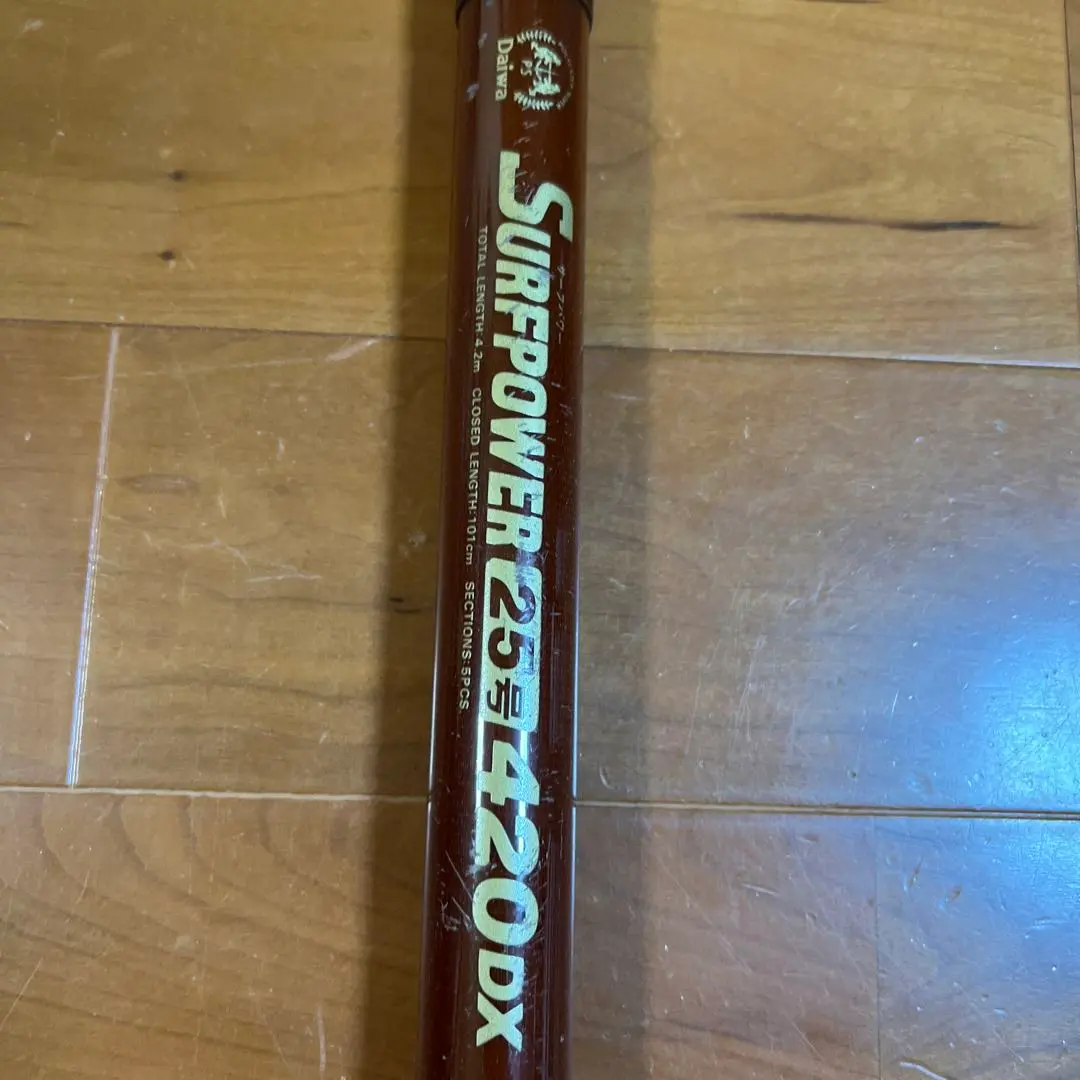 PS
Daiwa
サーフパワー
SURFPOWER 25号 420DX
TOTAL LENGTH:4.2m CLOSED LENGTH:101cm SECTIONS:5PCS.